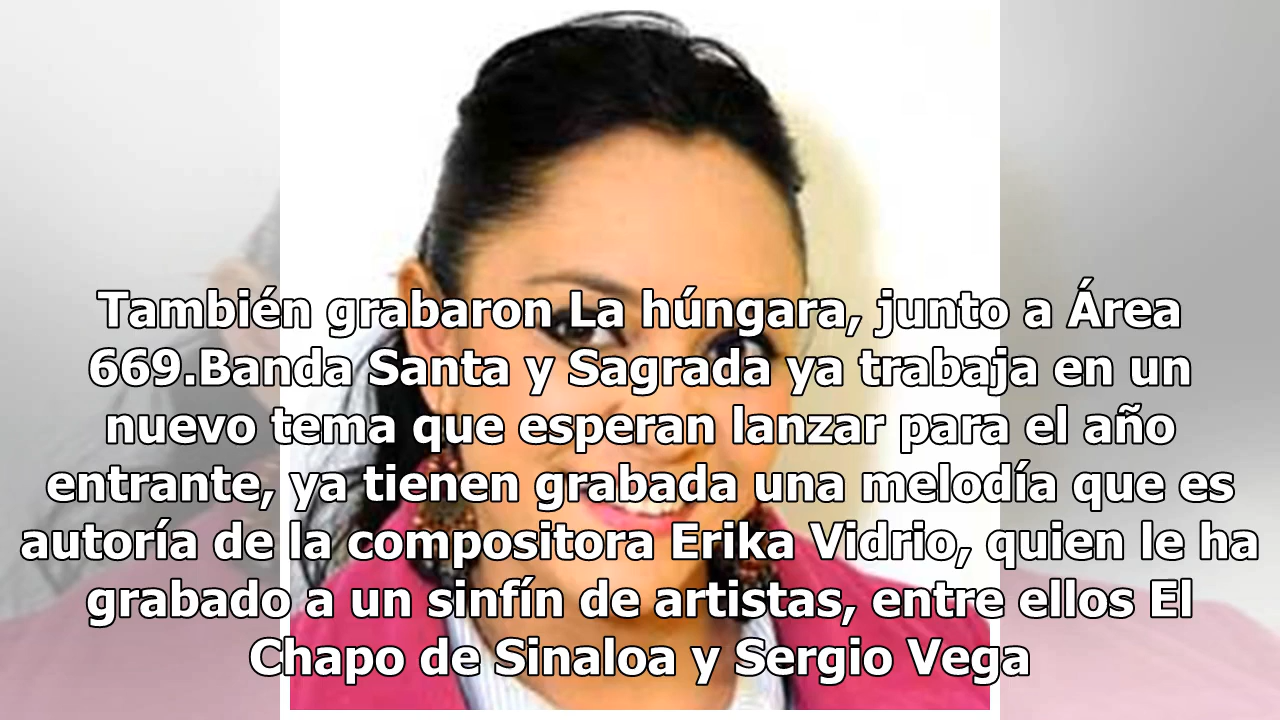 También grabaron La húngara, junto a Área
669.Banda Santa y Sagrada ya trabaja en un
nuevo tema que esperan lanzar para el año
entrante, ya tienen grabada una melodía que es
autoría de la compositora Erika Vidrio, quien le ha
grabado a un sinfín de artistas, entre ellos El
Chapo de Sinaloa y Sergio Vega